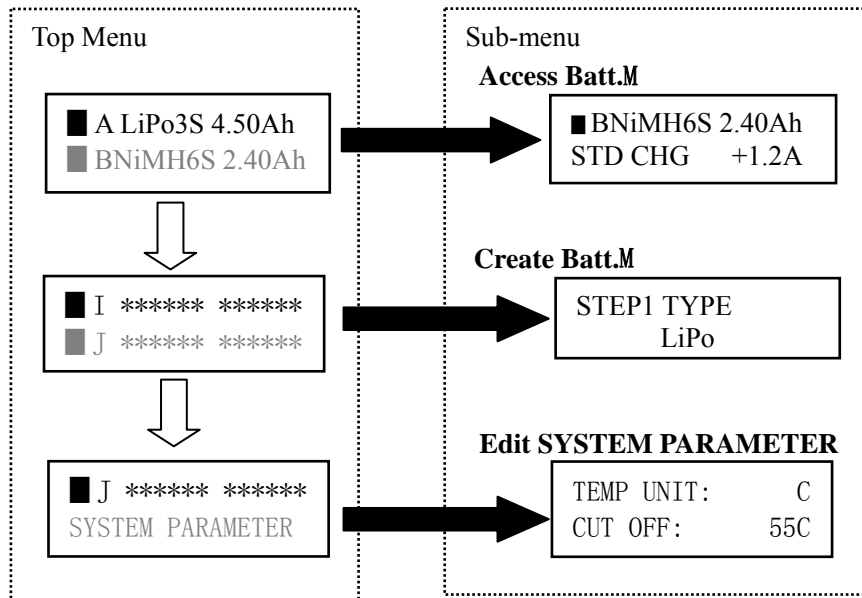 Top Menu
A LiPo3S 4.50Ah
BNiMH6S 2.40Ah
I ****** ******
J ****** ******
J ****** ******
SYSTEM PARAMETER
Sub-menu
Access Batt.M
BNiMH6S 2.40Ah
STD CHG +1.2A
Create Batt.M
STEP1 TYPE
LiPo
Edit SYSTEM PARAMETER
TEMP UNIT: C
CUT OFF: 55C